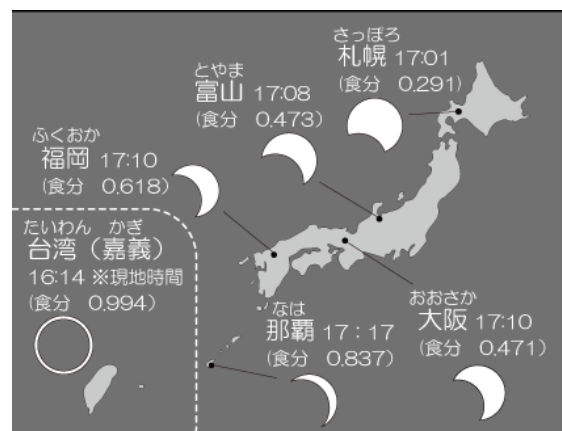 さっぽろ
札幌 17:01
(食分 0.291)
とやま
富山 17:08
(食分 0.473)
ふくおか
福岡 17:10
(食分 0.618)
たいわん かぎ
台湾（嘉義）
16:14 ※現地時間
(食分 0.994)
なは
那覇 17：17
(食分 0.837)
おおさか
大阪 17:10
(食分 0.471)